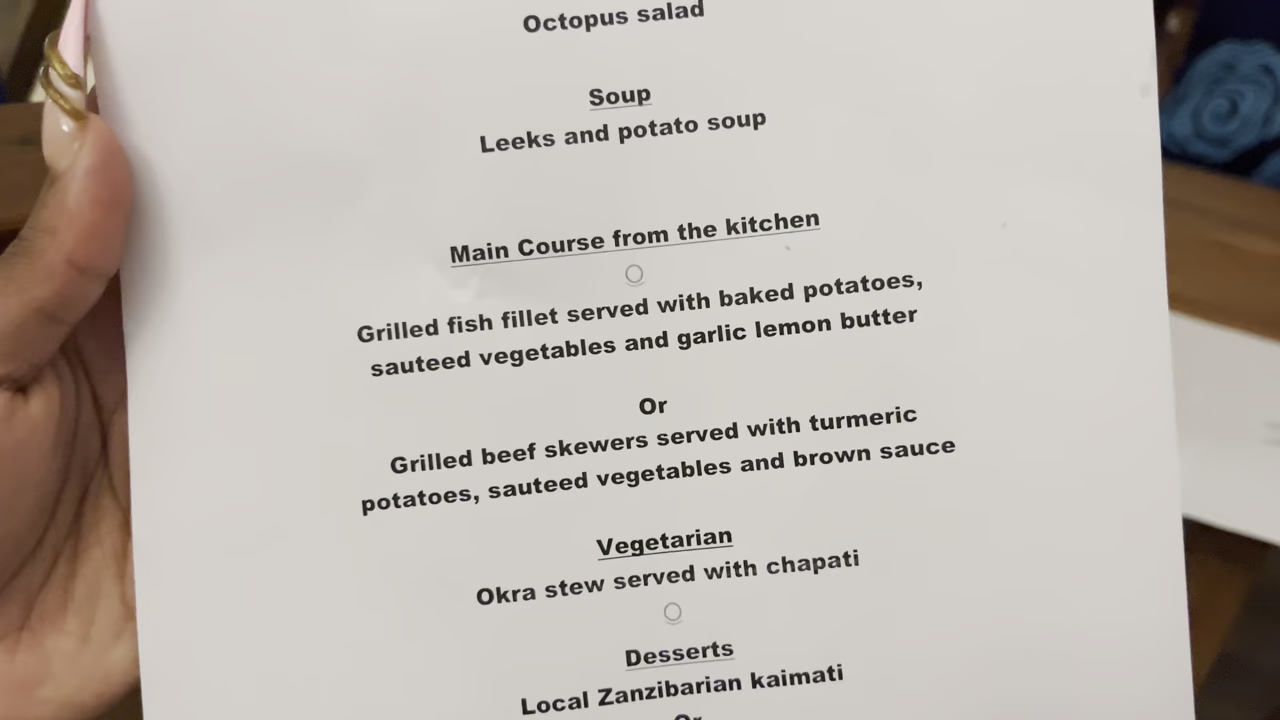 Octopus salad
Soup
Leeks and potato soup
Main Course from the kitchen
Grilled fish fillet served with baked potatoes,
sauteed vegetables and garlic lemon butter
Or
Grilled beef skewers served with turmeric
potatoes, sauteed vegetables and brown sauce
Vegetarian
Okra stew served with chapati
Desserts
Local Zanzibarian kaimati
Or